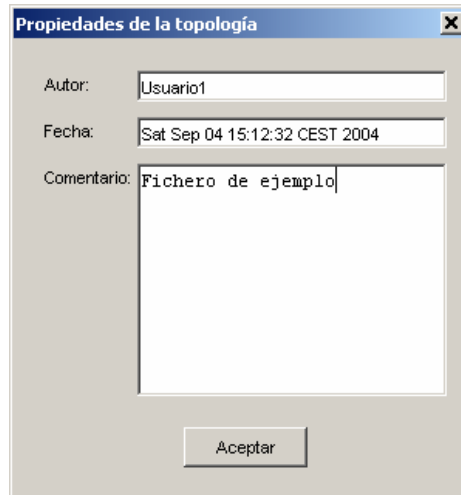 Propiedades de la topología
Autor: Usuario1
Fecha: Sat Sep 04 15:12:32 CEST 2004
Comentario: Fichero de ejemplo
Aceptar